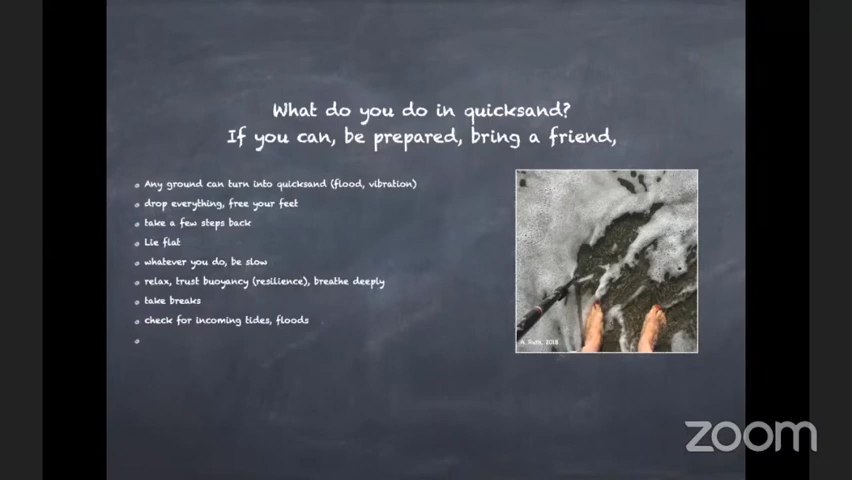 What do you do in quicksand?
If you can, be prepared, bring a friend,
Any ground can turn into quicksand (flood, vibration)
drop everything, free your feet
take a few steps back
Lie flat
whatever you do, be slow
relax, trust buoyancy (resilience), breathe deeply
take breaks
check for incoming tides, floods
N. Ruth, 2018
zoom